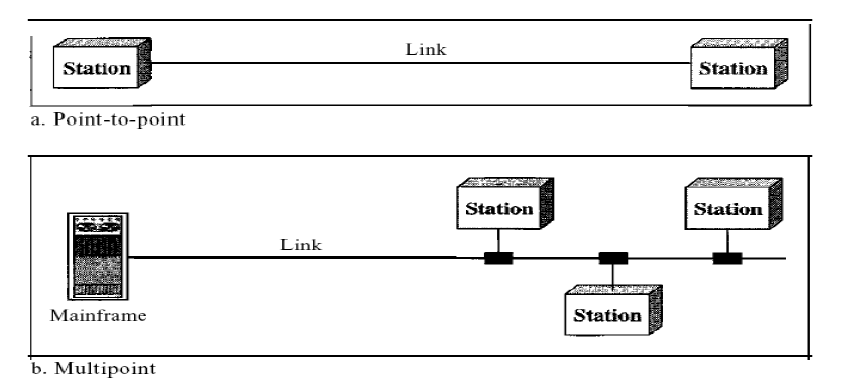 Link
Station
Station
a. Point-to-point
Station
Station
Link
Station
Mainframe
b. Multipoint